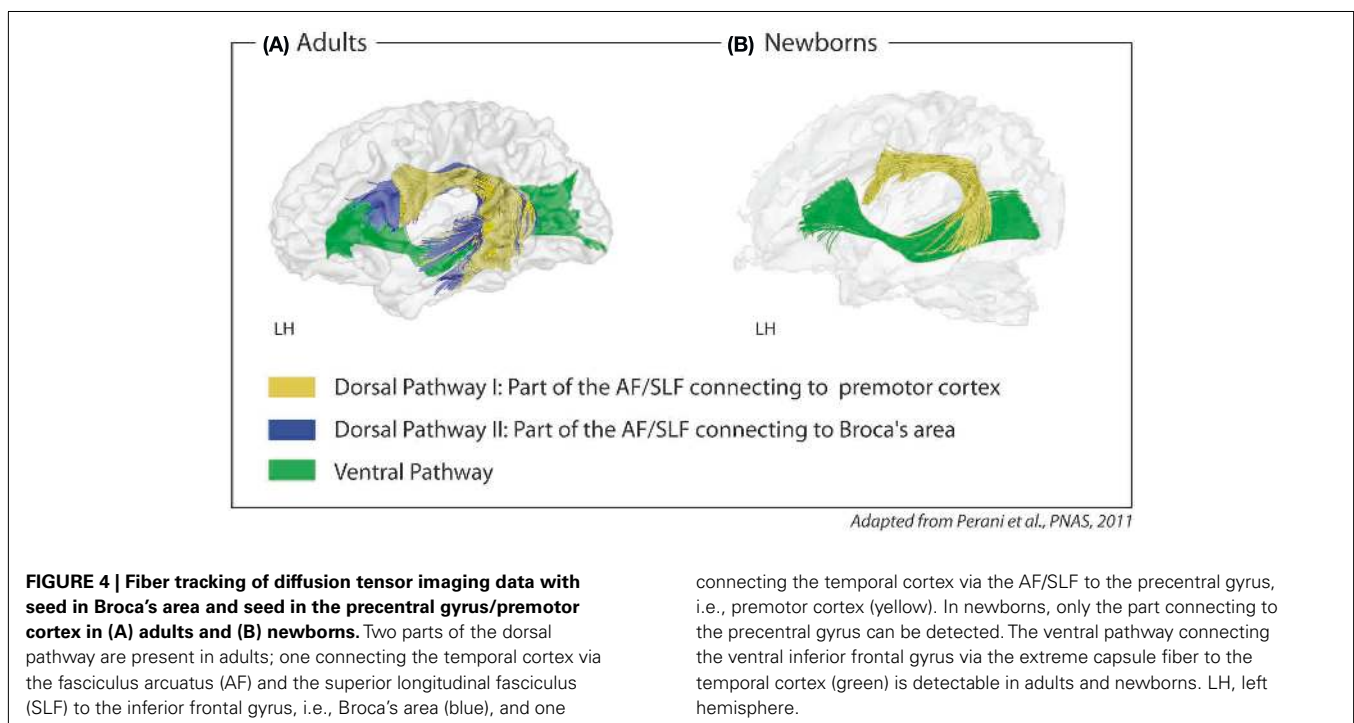 (A) Adults
(B) Newborns
LH
LH
Dorsal Pathway I: Part of the AF/SLF connecting to premotor cortex
Dorsal Pathway II: Part of the AF/SLF connecting to Broca's area
Ventral Pathway
Adapted from Perani et al., PNAS, 2011
FIGURE 4 | Fiber tracking of diffusion tensor imaging data with
seed in Broca's area and seed in the precentral gyrus/premotor
cortex in (A) adults and (B) newborns. Two parts of the dorsal
pathway are present in adults; one connecting the temporal cortex via
the fasciculus arcuatus (AF) and the superior longitudinal fasciculus
(SLF) to the inferior frontal gyrus, i.e., Broca's area (blue), and one
connecting the temporal cortex via the AF/SLF to the precentral gyrus,
i.e., premotor cortex (yellow). In newborns, only the part connecting to
the precentral gyrus can be detected. The ventral pathway connecting
the ventral inferior frontal gyrus via the extreme capsule fiber to the
temporal cortex (green) is detectable in adults and newborns. LH, left
hemisphere.